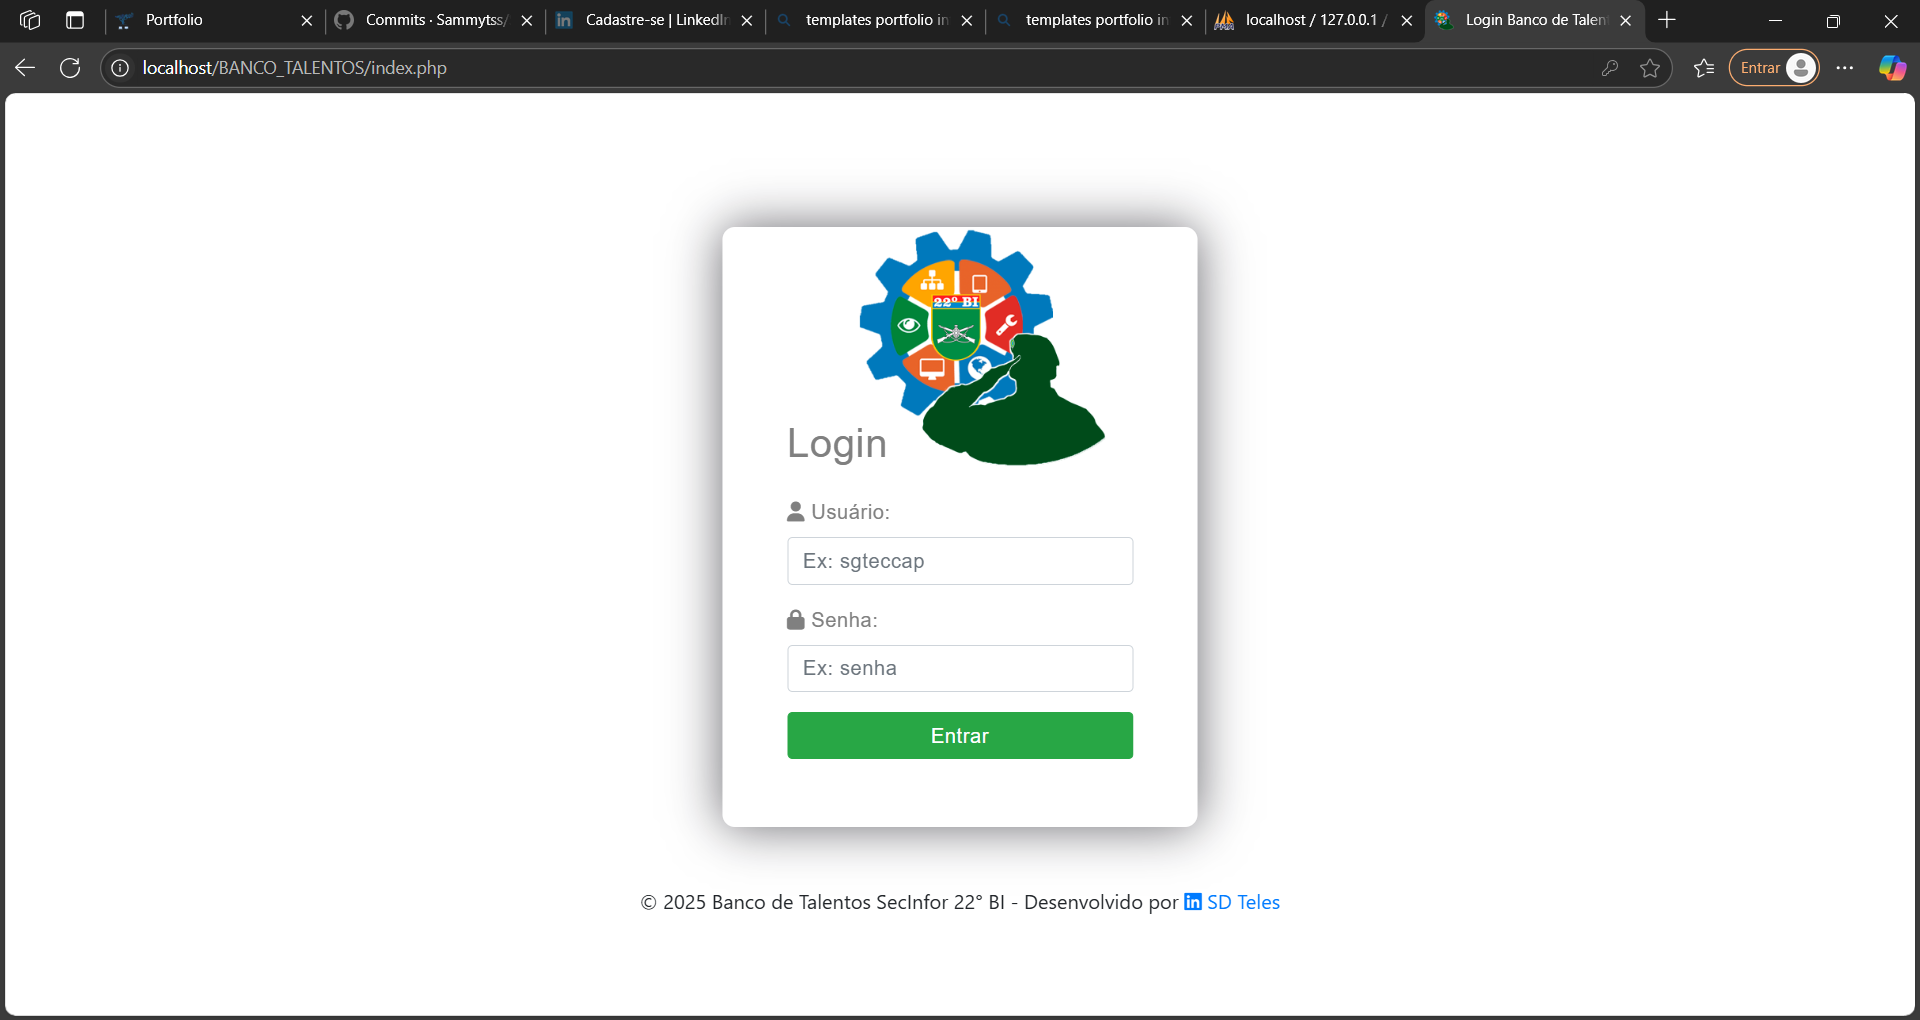 Portfolio
Commits · Sammytss/
Cadastre-se | LinkedIn
templates portfolio in
templates portfolio in
localhost / 127.0.0.1 /
Login Banco de Talen
localhost/BANCO_TALENTOS/index.php
Entrar
22º BI
Login
Usuário:
Ex: sgteccap
Senha:
Ex: senha
Entrar
© 2025 Banco de Talentos SecInfor 22° BI - Desenvolvido por in SD Teles